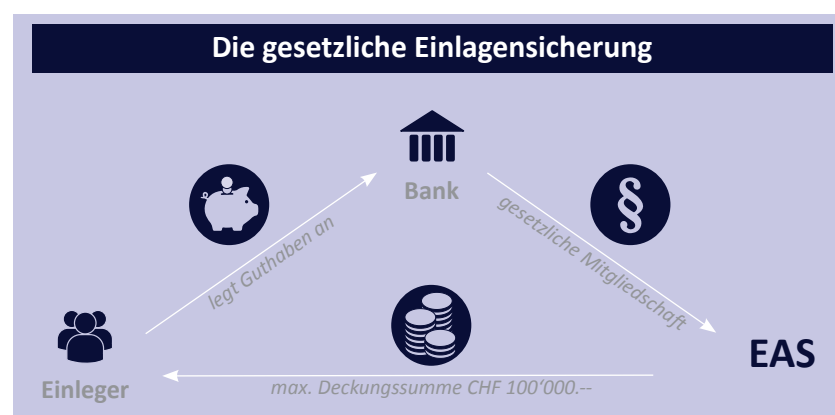 Die gesetzliche Einlagensicherung
Bank
legt Guthaben an
gesetzliche Mitgliedschaft
§
EAS
Einleger
max. Deckungssumme CHF 100‘000.--